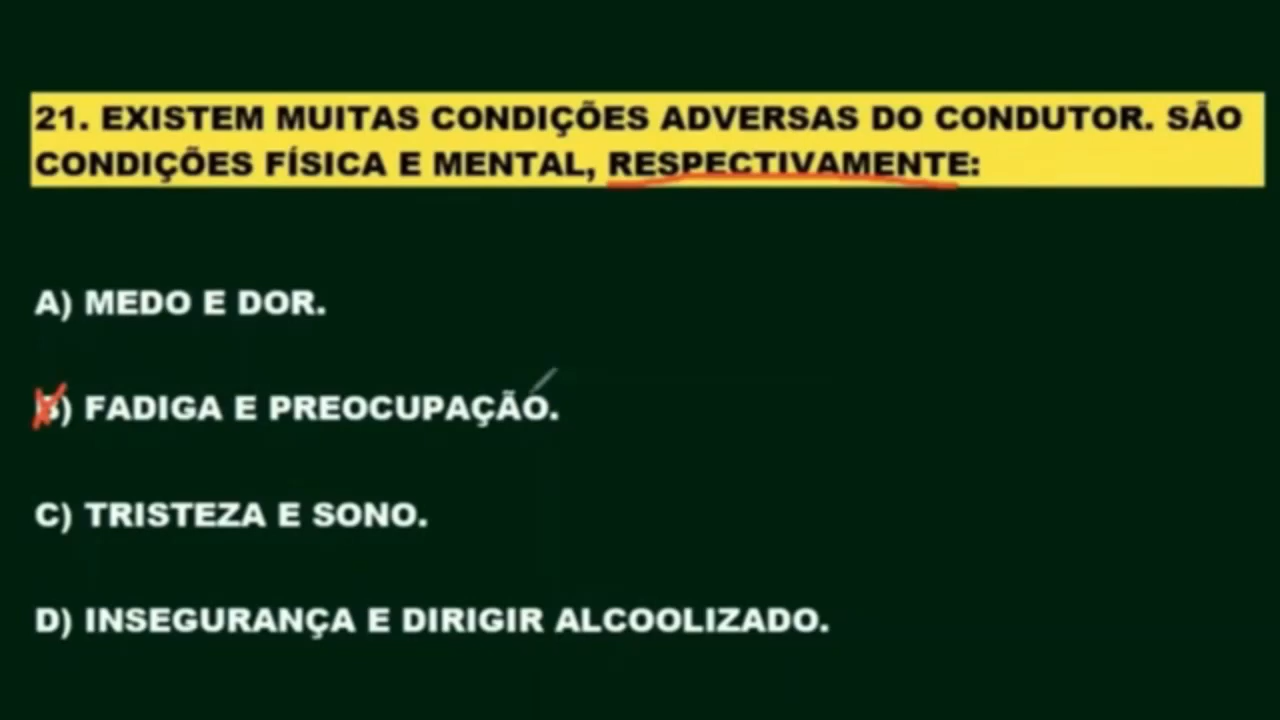 21. EXISTEM MUITAS CONDIÇÕES ADVERSAS DO CONDUTOR. SÃO
CONDIÇÕES FÍSICA E MENTAL, RESPECTIVAMENTE:
A) MEDO E DOR.
B) FADIGA E PREOCUPAÇÃO.
C) TRISTEZA E SONO.
D) INSEGURANÇA E DIRIGIR ALCOOLIZADO.